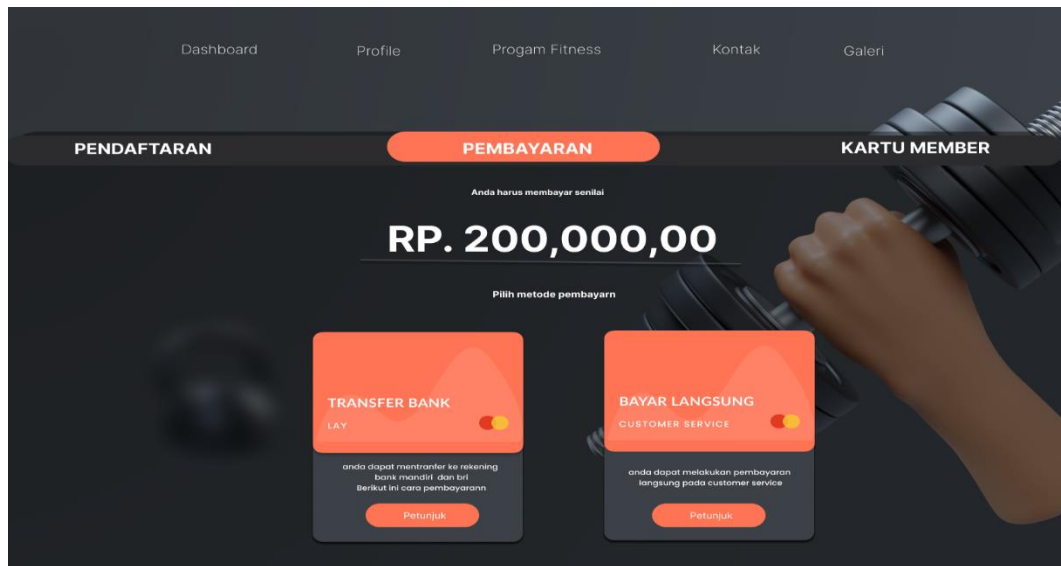 Dashboard
Profile
Progam Fitness
Kontak
Galeri
PENDAFTARAN
PEMBAYARAN
KARTU MEMBER
Anda harus membayar senilai
RP. 200,000,00
Pilih metode pembayarn
TRANSFER BANK
LAY
anda dapat mentranfer ke rekening
bank mandiri dan bri
Berikut ini cara pembayarann
Petunjuk
BAYAR LANGSUNG
CUSTOMER SERVICE
anda dapat melakukan pembayaran
langsung pada customer service
Petunjuk